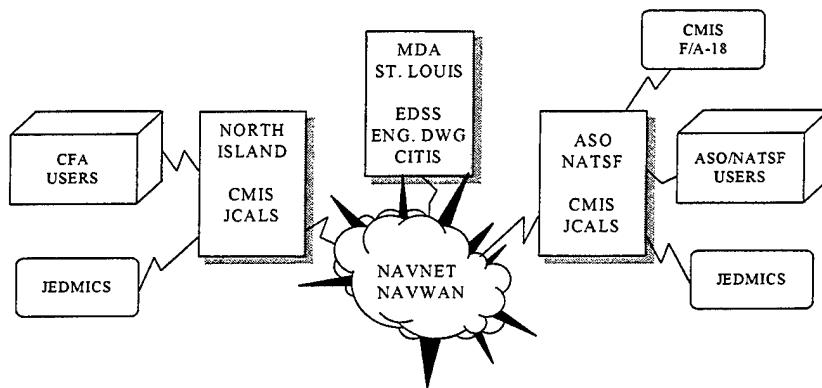 CFA
USERS
JEDMICS
NORTH
ISLAND
CMIS
JCALS
MDA
ST. LOUIS
EDSS
ENG. DWG
CITIS
NAVNET
NAVWAN
ASO
NATSF
CMIS
JCALS
CMIS
F/A-18
ASO/NATSF
USERS
JEDMICS